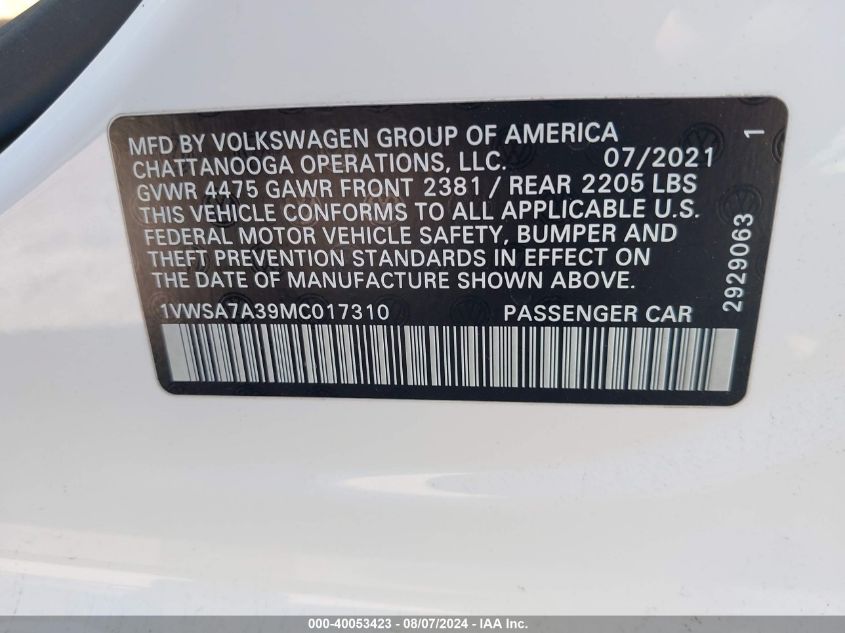 MFD BY VOLKSWAGEN GROUP OF AMERICA
CHATTANOOGA OPERATIONS, LLC. 07/2021
GVWR 4475 GAWR FRONT 2381 / REAR 2205 LBS
THIS VEHICLE CONFORMS TO ALL APPLICABLE U.S.
FEDERAL MOTOR VEHICLE SAFETY, BUMPER AND
THEFT PREVENTION STANDARDS IN EFFECT ON
THE DATE OF MANUFACTURE SHOWN ABOVE.
1VWSA7A39MC017310 PASSENGER CAR
2929063 1
000-40053423 - 08/07/2024 - IAA Inc.